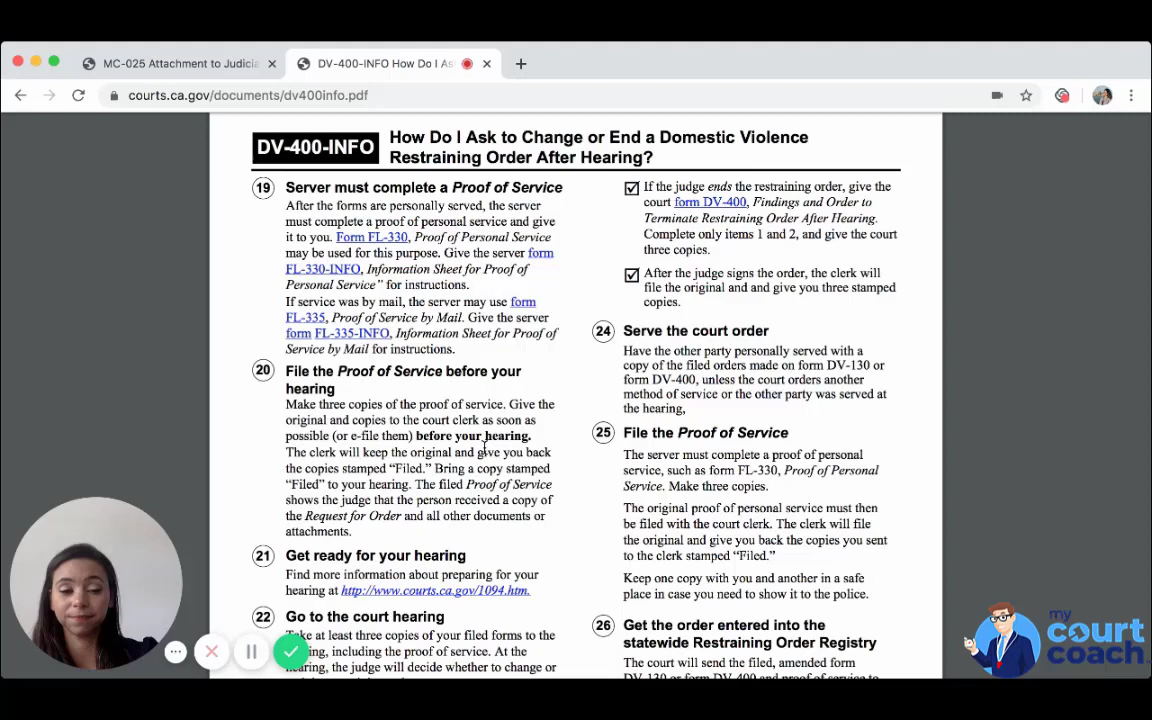 MC-025 Attachment to Judicia
DV-400-INFO How Do I As
courts.ca.gov/documents/dv400info.pdf
DV-400-INFO
How Do I Ask to Change or End a Domestic Violence
Restraining Order After Hearing?
19 Server must complete a Proof of Service
After the forms are personally served, the server
must complete a proof of personal service and give
it to you. Form FL-330, Proof of Personal Service
may be used for this purpose. Give the server form
FL-330-INFO, Information Sheet for Proof of
Personal Service” for instructions.
If service was by mail, the server may use form
FL-335, Proof of Service by Mail. Give the server
form FL-335-INFO, Information Sheet for Proof of
Service by Mail for instructions.
20 File the Proof of Service before your
hearing
Make three copies of the proof of service. Give the
original and copies to the court clerk as soon as
possible (or e-file them) before your hearing.
The clerk will keep the original and give you back
the copies stamped “Filed.” Bring a copy stamped
“Filed” to your hearing. The filed Proof of Service
shows the judge that the person received a copy of
the Request for Order and all other documents or
attachments.
21 Get ready for your hearing
Find more information about preparing for your
hearing at http://www.courts.ca.gov/1094.htm.
22 Go to the court hearing
Take at least three copies of your filed forms to the
hearing, including the proof of service. At the
hearing, the judge will decide whether to change or
If the judge ends the restraining order, give the
court form DV-400, Findings and Order to
Terminate Restraining Order After Hearing.
Complete only items 1 and 2, and give the court
three copies.
After the judge signs the order, the clerk will
file the original and and give you three stamped
copies.
24 Serve the court order
Have the other party personally served with a
copy of the filed orders made on form DV-130 or
form DV-400, unless the court orders another
method of service or the other party was served at
the hearing,
25 File the Proof of Service
The server must complete a proof of personal
service, such as form FL-330, Proof of Personal
Service. Make three copies.
The original proof of personal service must then
be filed with the court clerk. The clerk will file
the original and give you back the copies you sent
to the clerk stamped “Filed.”
Keep one copy with you and another in a safe
place in case you need to show it to the police.
26 Get the order entered into the
statewide Restraining Order Registry
The court will send the filed, amended form
DV-130 or form DV-400 and proof of service to
my
court
coach